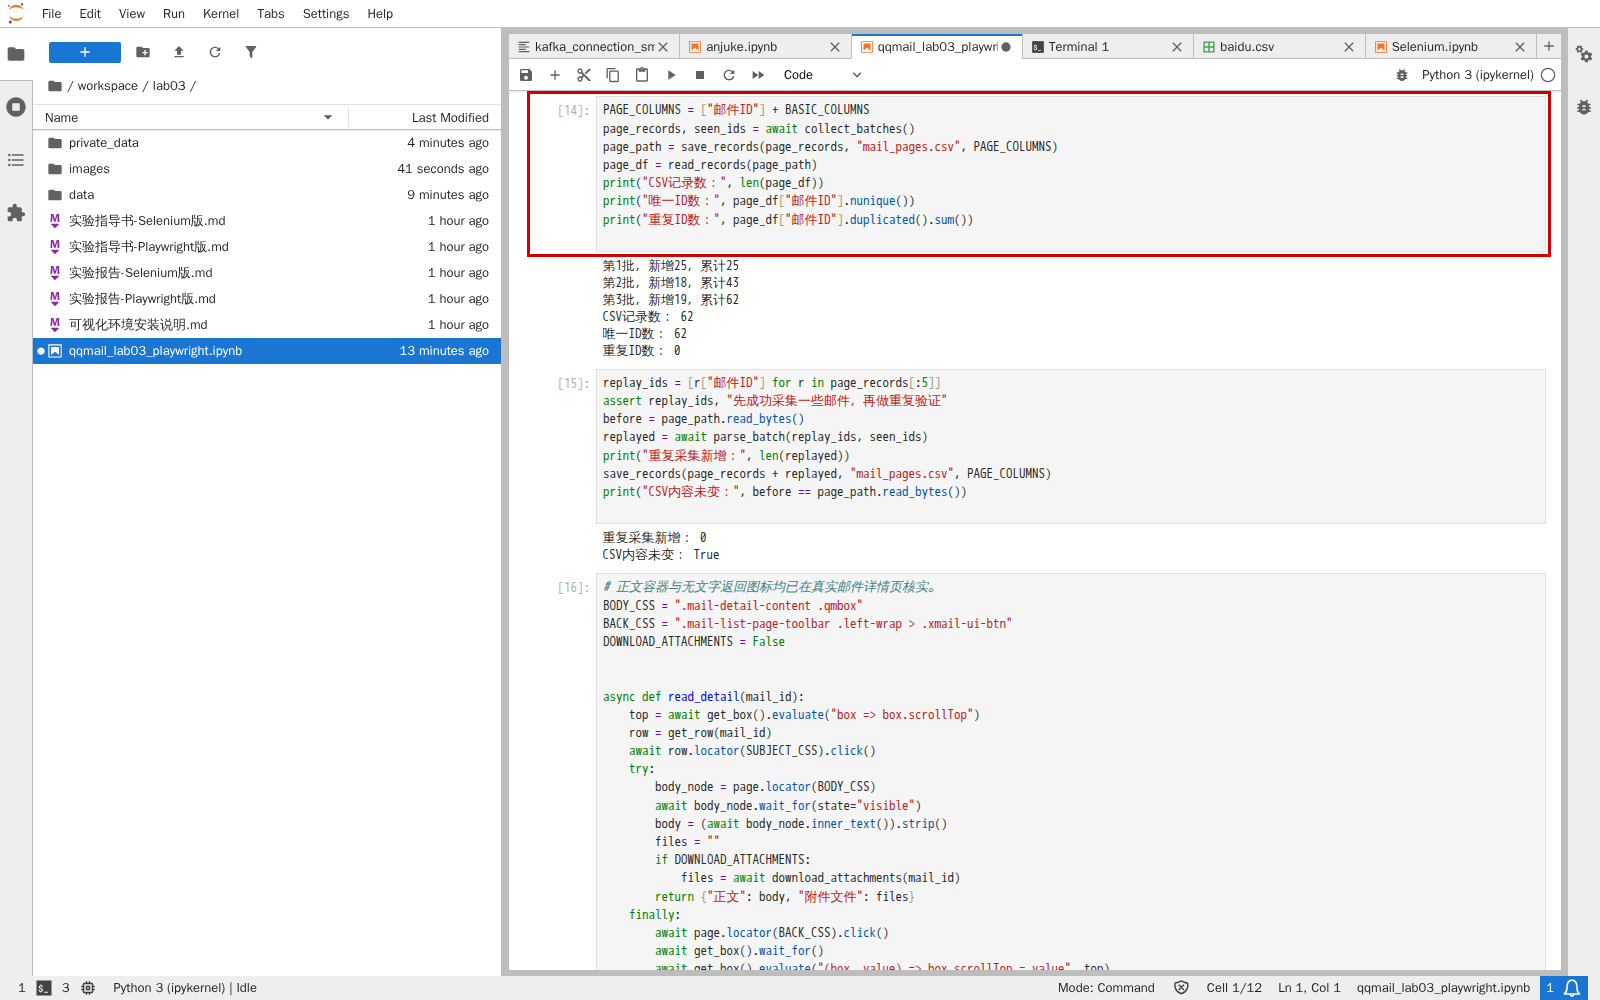 File Edit View Run Kernel Tabs Settings Help
/ workspace / lab03 /
Name Last Modified
private_data 4 minutes ago
images 41 seconds ago
data 9 minutes ago
实验指导书-Selenium版.md 1 hour ago
实验指导书-Playwright版.md 1 hour ago
实验报告-Selenium版.md 1 hour ago
实验报告-Playwright版.md 1 hour ago
可视化环境安装说明.md 1 hour ago
qqmail_lab03_playwright.ipynb 13 minutes ago
kafka_connection_sm anjuke.ipynb qqmail_lab03_playwri Terminal 1 baidu.csv Selenium.ipynb
Code Python 3 (ipykernel)
[14]: PAGE_COLUMNS = ["邮件ID"] + BASIC_COLUMNS
page_records, seen_ids = await collect_batches()
page_path = save_records(page_records, "mail_pages.csv", PAGE_COLUMNS)
page_df = read_records(page_path)
print("CSV记录数：", len(page_df))
print("唯一ID数：", page_df["邮件ID"].nunique())
print("重复ID数：", page_df["邮件ID"].duplicated().sum())
第1批, 新增25, 累计25
第2批, 新增18, 累计43
第3批, 新增19, 累计62
CSV记录数： 62
唯一ID数： 62
重复ID数： 0
[15]: replay_ids = [r["邮件ID"] for r in page_records[:5]]
assert replay_ids, "先成功采集一些邮件, 再做重复验证"
before = page_path.read_bytes()
replayed = await parse_batch(replay_ids, seen_ids)
print("重复采集新增：", len(replayed))
save_records(page_records + replayed, "mail_pages.csv", PAGE_COLUMNS)
print("CSV内容未变：", before == page_path.read_bytes())
重复采集新增： 0
CSV内容未变： True
[16]: # 正文容器与无文字返回图标均已在真实邮件详情页核实。
BODY_CSS = ".mail-detail-content .qmbox"
BACK_CSS = ".mail-list-page-toolbar .left-wrap > .xmail-ui-btn"
DOWNLOAD_ATTACHMENTS = False
async def read_detail(mail_id):
top = await get_box().evaluate("box => box.scrollTop")
row = get_row(mail_id)
await row.locator(SUBJECT_CSS).click()
try:
body_node = page.locator(BODY_CSS)
await body_node.wait_for(state="visible")
body = (await body_node.inner_text()).strip()
files = ""
if DOWNLOAD_ATTACHMENTS:
files = await download_attachments(mail_id)
return {"正文": body, "附件文件": files}
finally:
await page.locator(BACK_CSS).click()
await get_box().wait_for()
await get_box().evaluate("(box, value) => box.scrollTop = value", top)
1 3 Python 3 (ipykernel) | Idle Mode: Command Cell 1/12 Ln 1, Col 1 qqmail_lab03_playwright.ipynb 1